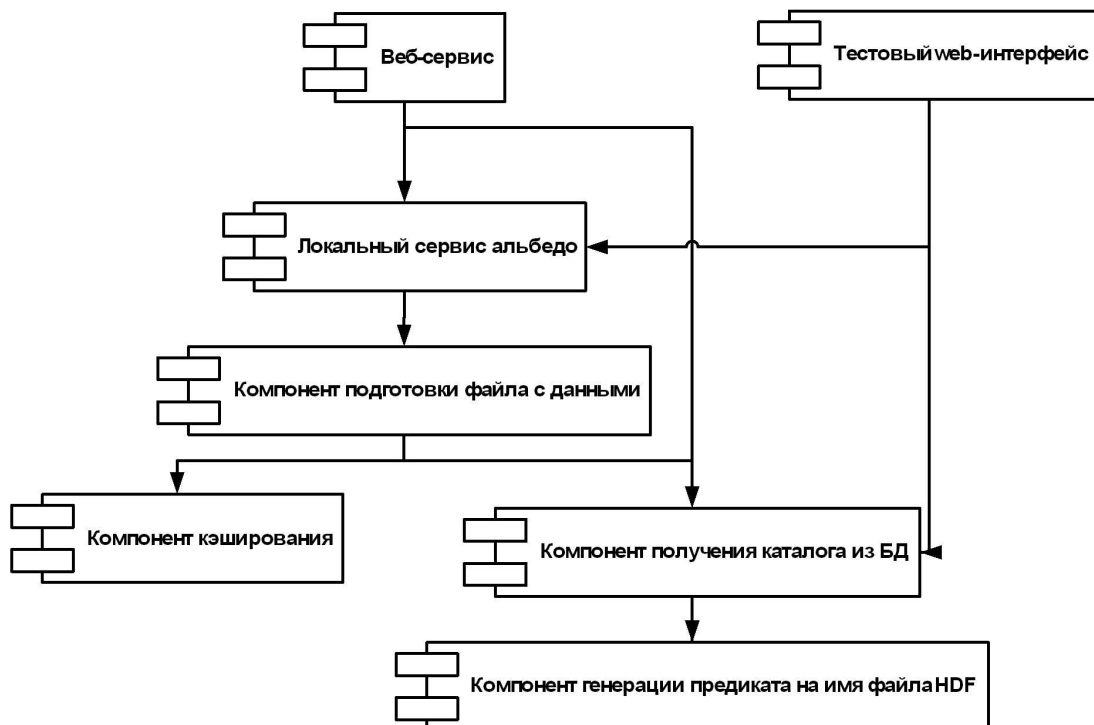 Веб-сервис
Тестовый web-интерфейс
Локальный сервис альбедо
Компонент подготовки файла с данными
Компонент кэширования
Компонент получения каталога из БД
Компонент генерации предиката на имя файла HDF